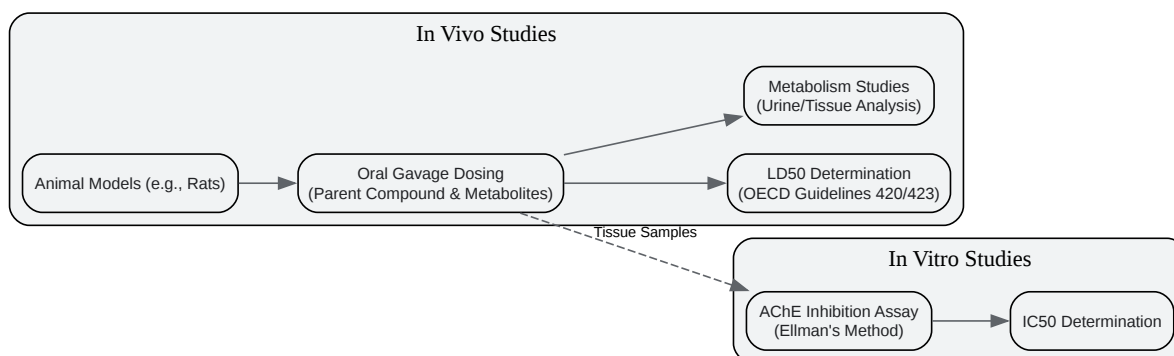 In Vivo Studies
Metabolism Studies
(Urine/Tissue Analysis)
Animal Models (e.g., Rats)
Oral Gavage Dosing
(Parent Compound & Metabolites)
LD50 Determination
(OECD Guidelines 420/423)
Tissue Samples
In Vitro Studies
AChE Inhibition Assay
(Ellman's Method)
IC50 Determination